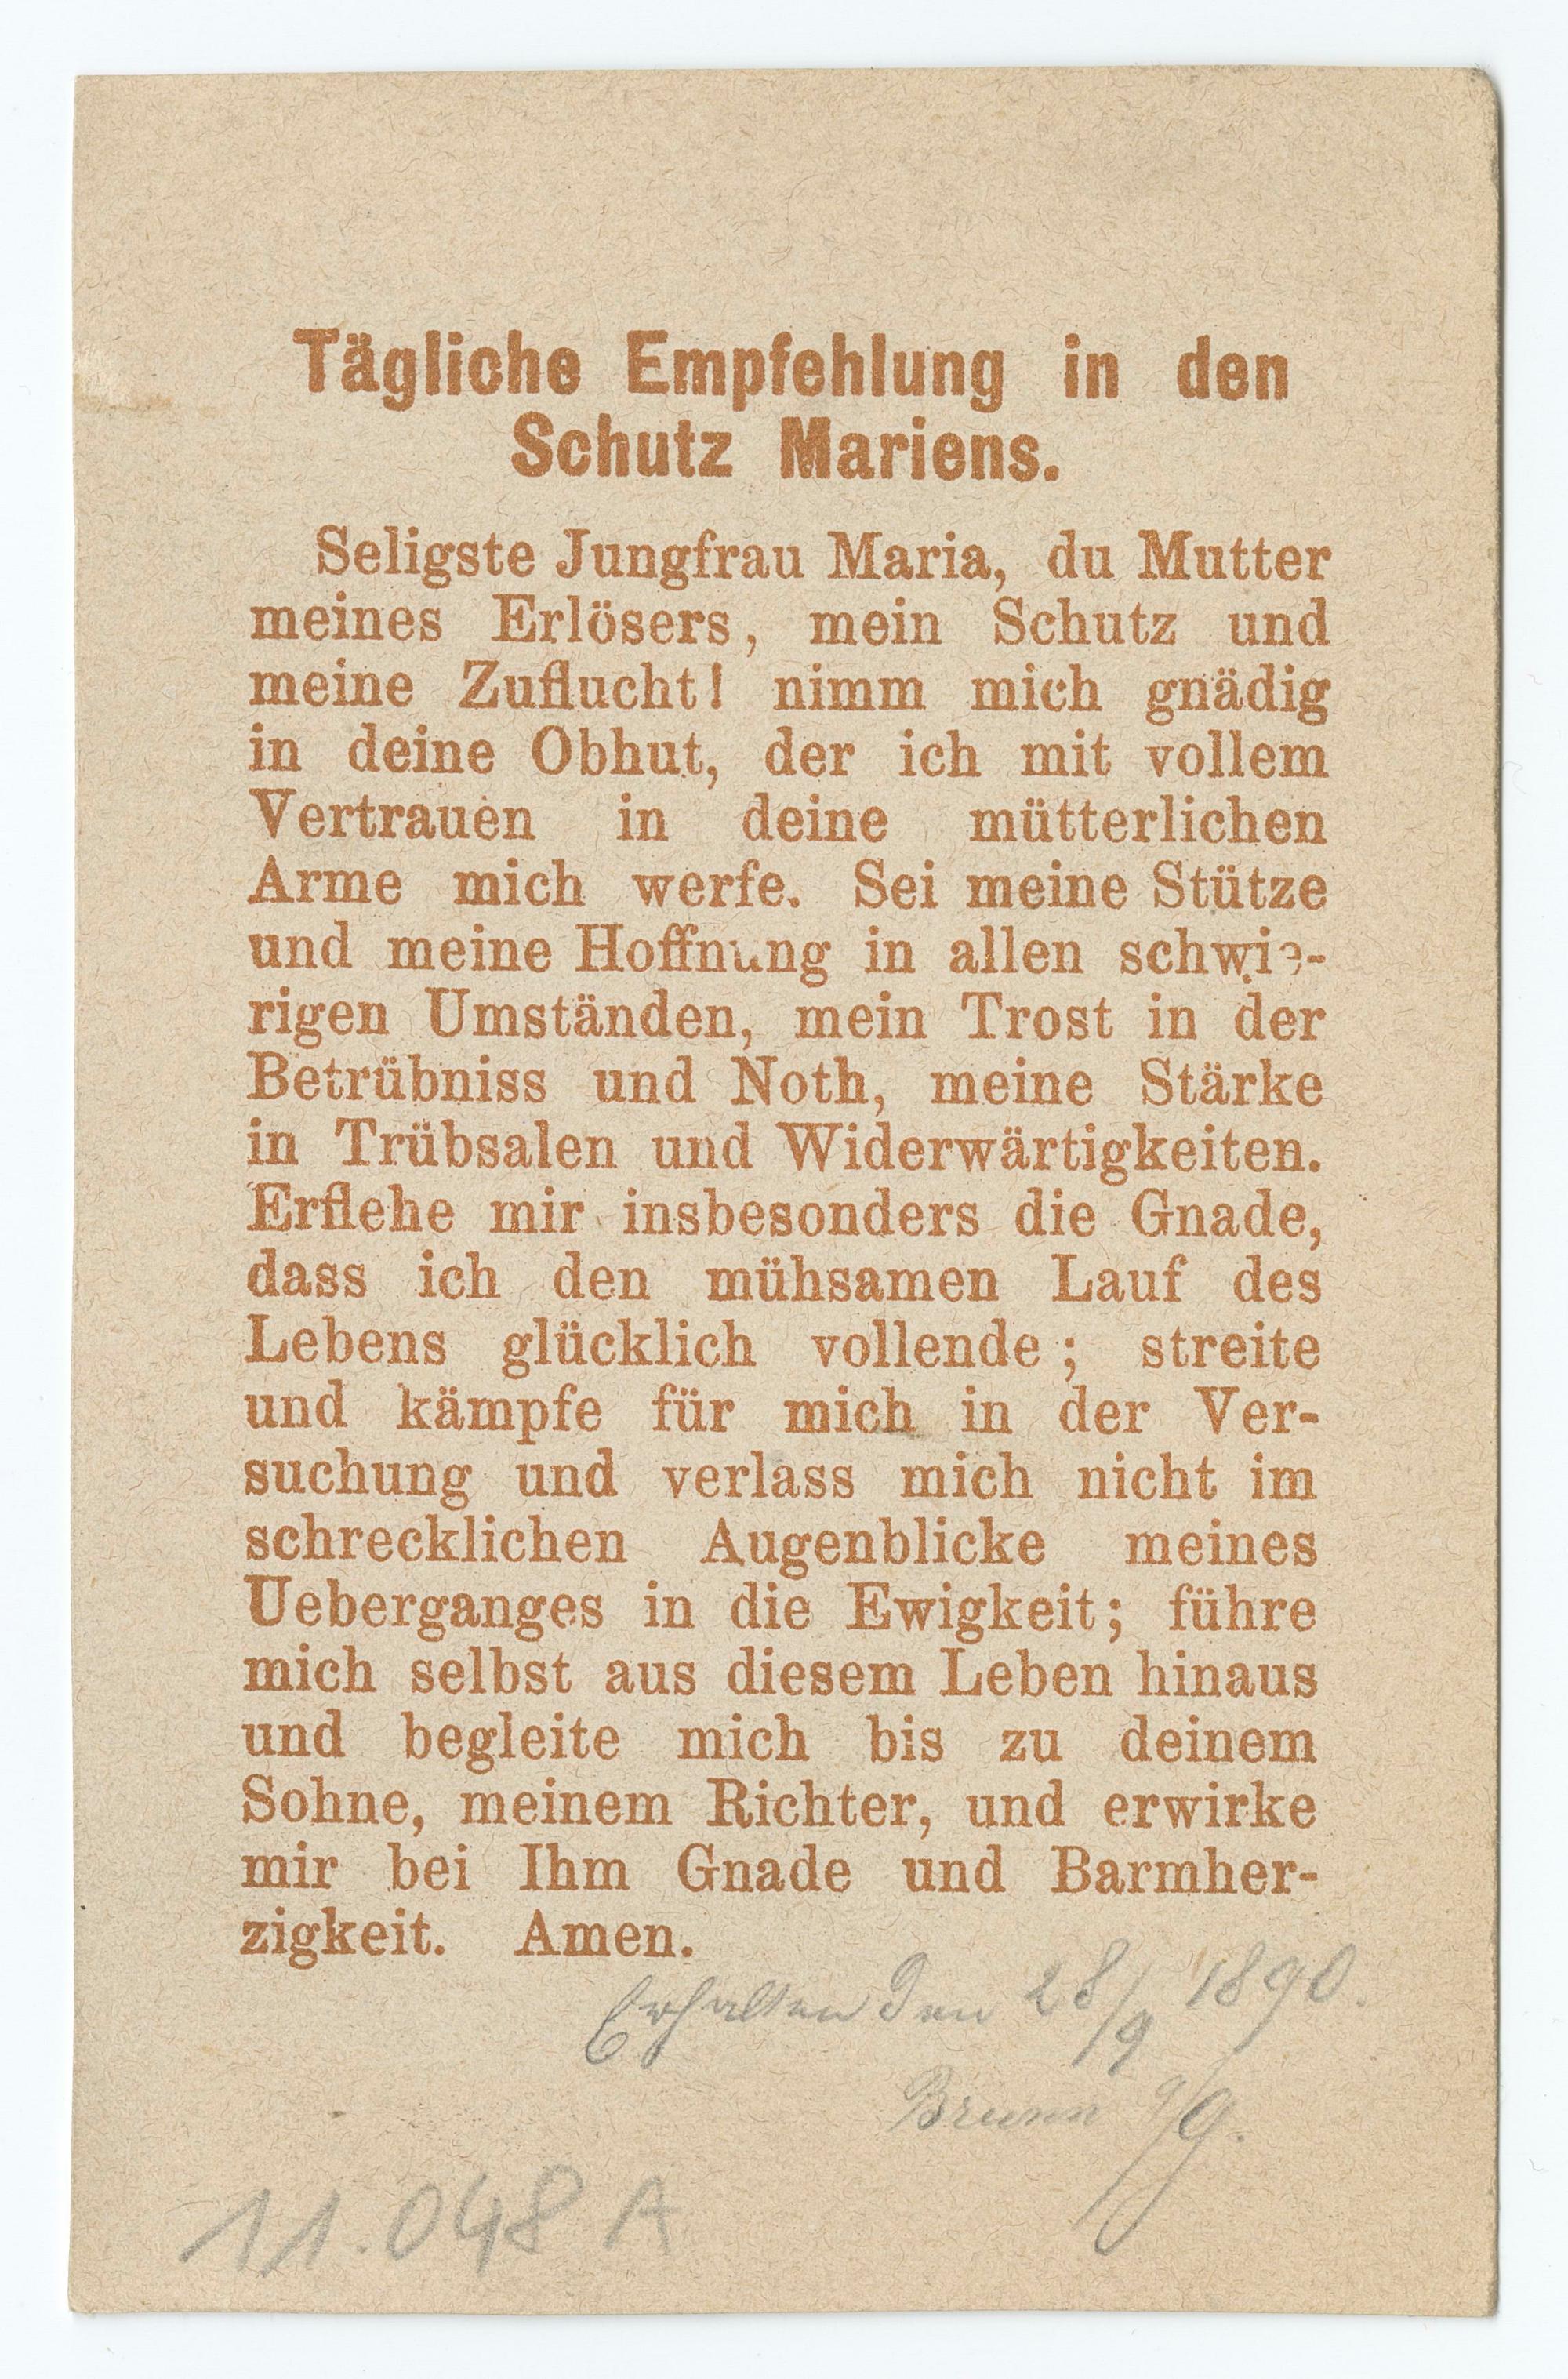 Tägliche Empfehlung in den
Schutz Mariens.
Seligste Jungfrau Maria, du Mutter
meines Erlösers, mein Schutz und
meine Zuflucht! nimm mich gnädig
in deine Obhut, der ich mit vollem
Vertrauen in deine mütterlichen
Arme mich werfe. Sei meine Stütze
und meine Hoffnung in allen schwie-
rigen Umständen, mein Trost in der
Betrübniss und Noth, meine Stärke
in Trübsalen und Widerwärtigkeiten.
Erflehe mir insbesonders die Gnade,
dass ich den mühsamen Lauf des
Lebens glücklich vollende; streite
und kämpfe für mich in der Ver-
suchung und verlass mich nicht im
schrecklichen Augenblicke meines
Ueberganges in die Ewigkeit; führe
mich selbst aus diesem Leben hinaus
und begleite mich bis zu deinem
Sohne, meinem Richter, und erwirke
mir bei Ihm Gnade und Barmher-
zigkeit. Amen.
Erhalten den 28/9 1890.
Brunn
11.048 A